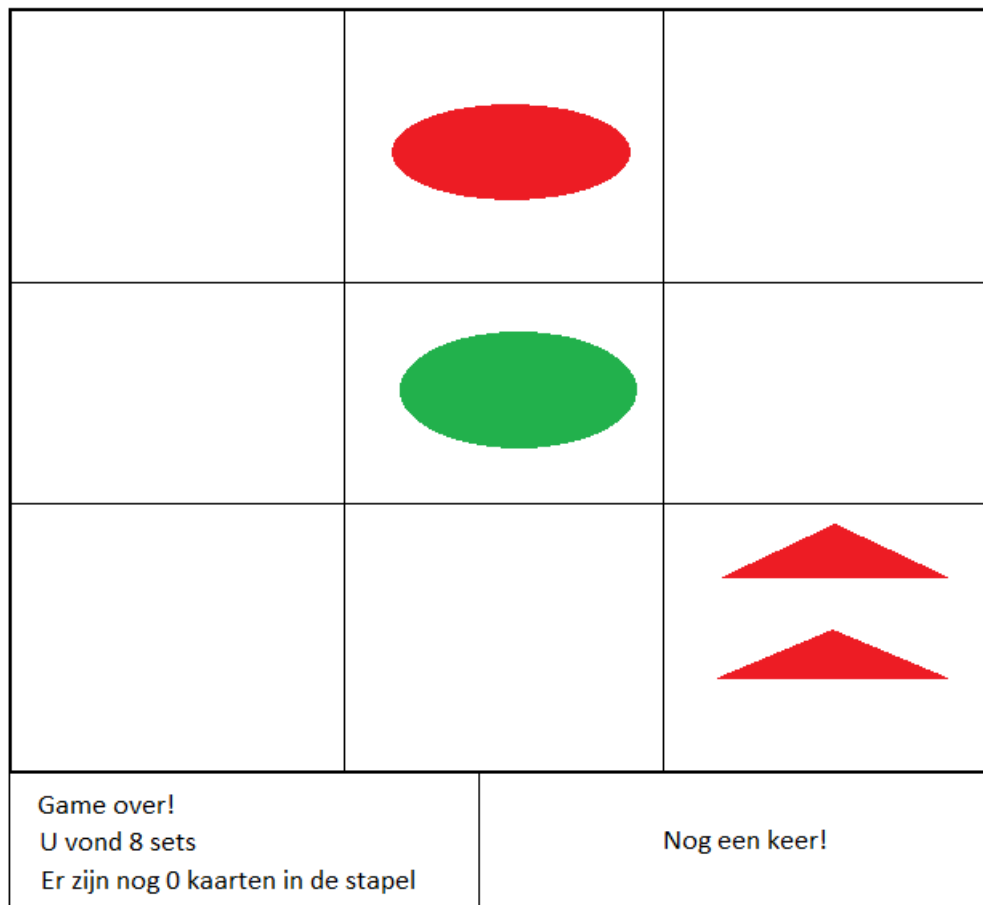 Game over!
U vond 8 sets
Er zijn nog 0 kaarten in de stapel
Nog een keer!